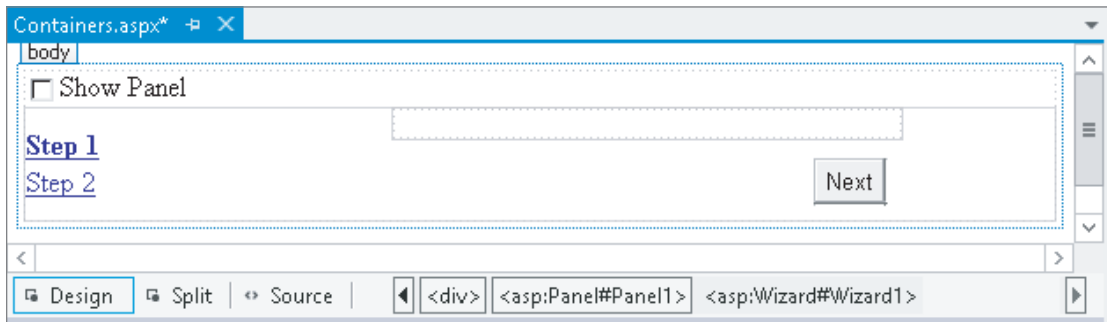 Containers.aspx*
body
Show Panel
Step 1
Step 2
Next
Design Split Source <div> <asp:Panel#Panel1> <asp:Wizard#Wizard1>